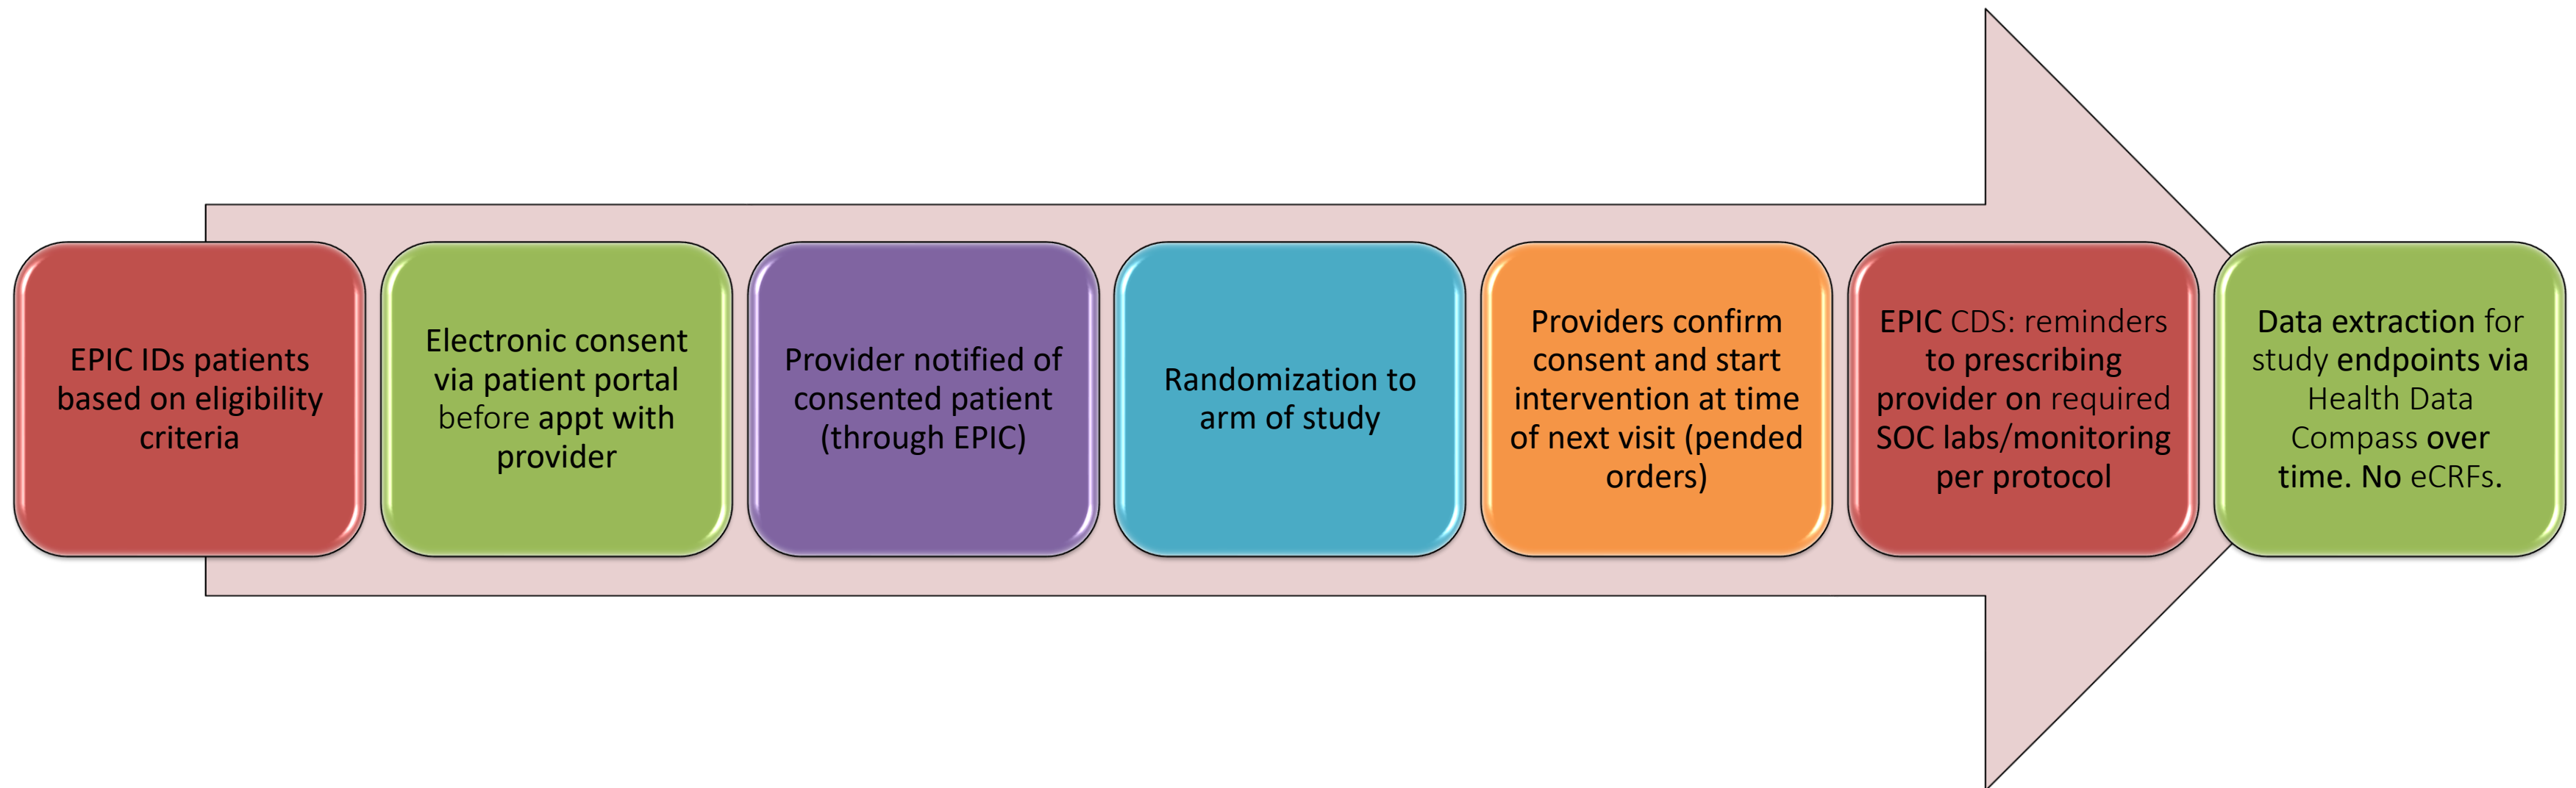 EPIC IDs patients
based on eligibility
criteria
Electronic consent
via patient portal
before appt with
provider
Provider notified of
consented patient
(through EPIC)
Randomization to
arm of study
Providers confirm
consent and start
intervention at time
of next visit (pended
orders)
EPIC CDS: reminders
to prescribing
provider on required
SOC labs/monitoring
per protocol
Data extraction for
study endpoints via
Health Data
Compass over
time. No eCRFs.